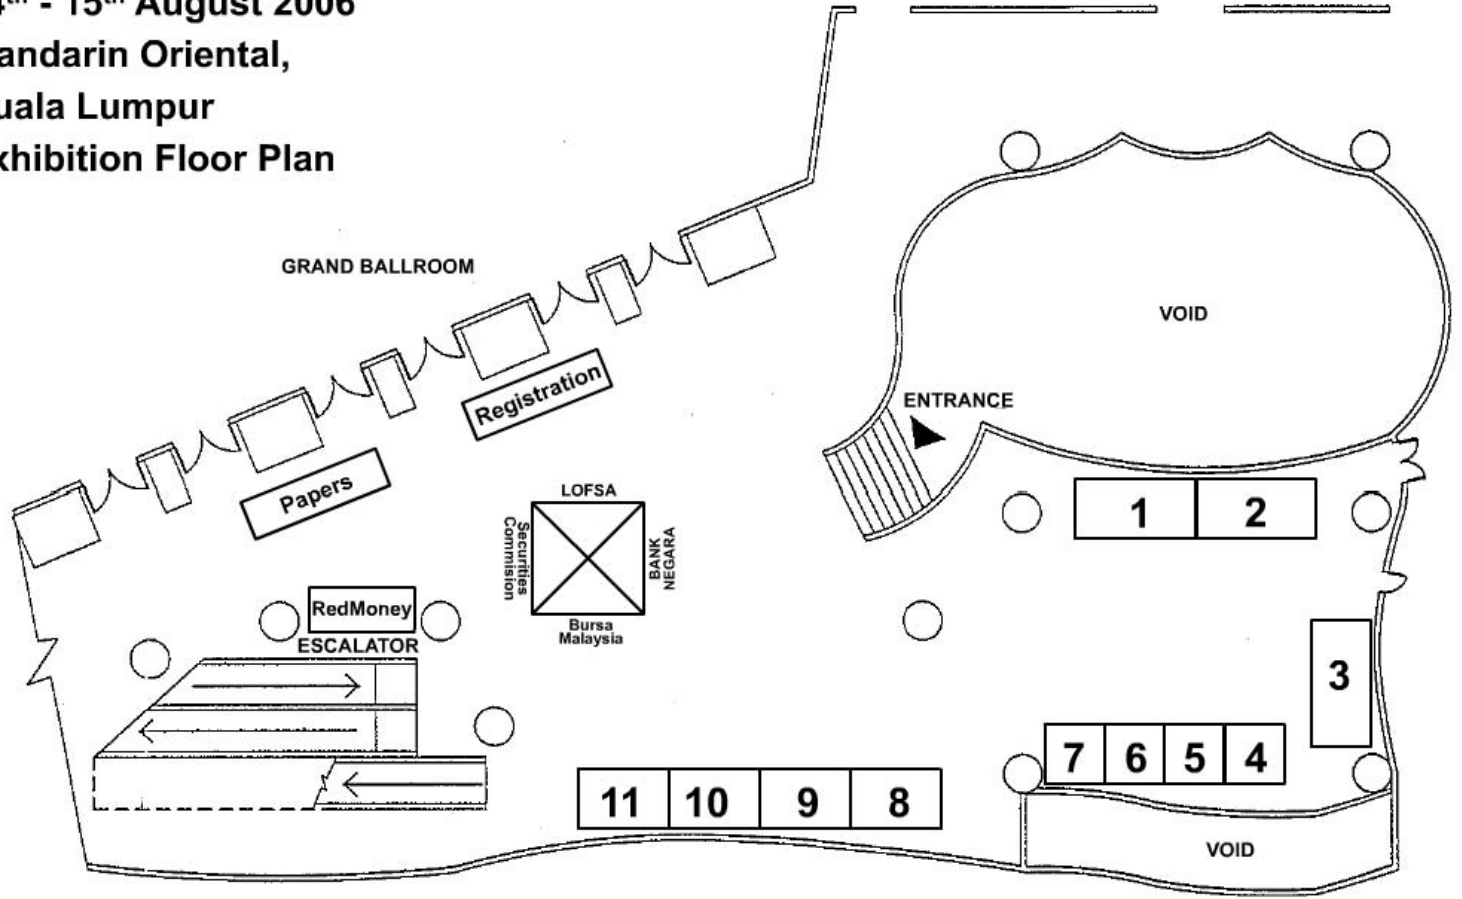 th - 15th August 2006
andarin Oriental,
uala Lumpur
xhibition Floor Plan
GRAND BALLROOM
VOID
ENTRANCE
Registration
Papers
LOFSA
Securities
Commision
BANK
NEGARA
Bursa
Malaysia
1
2
RedMoney
ESCALATOR
3
7
6
5
4
11
10
9
8
VOID